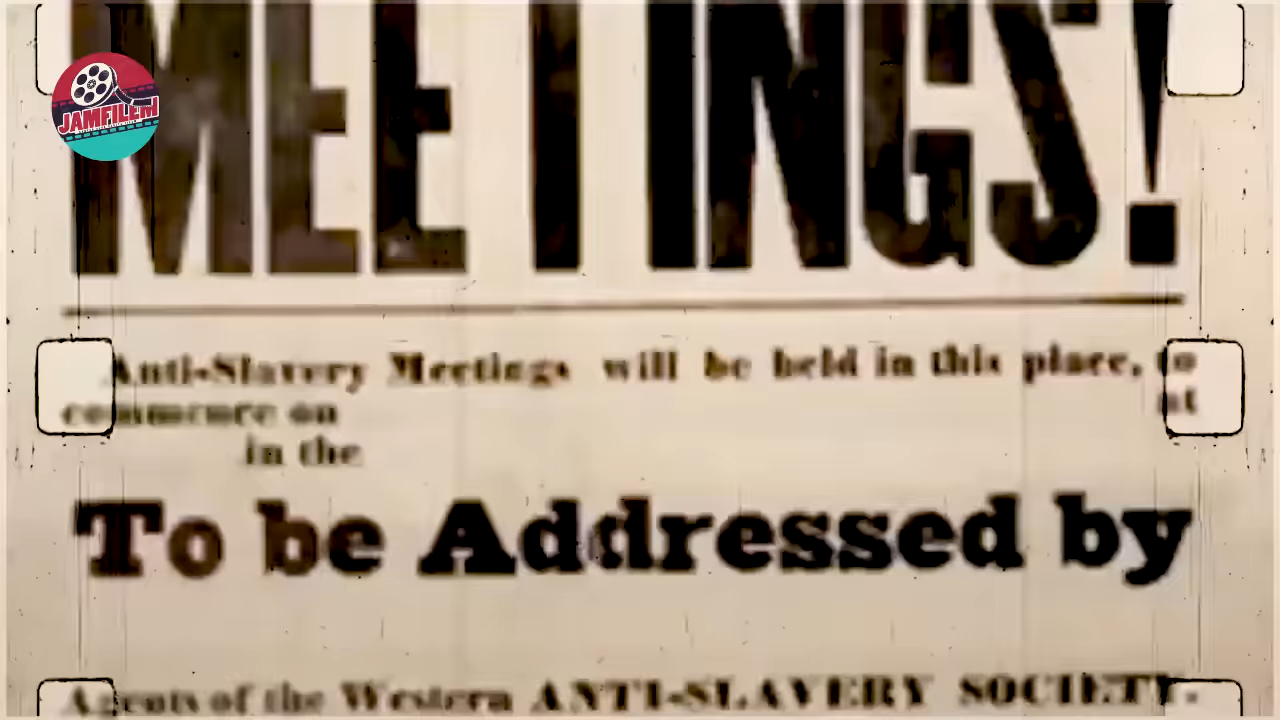 JAMFILEM
MEETINGS!
Anti-Slavery Meetings will be held in this place, to
commence on at
in the
To be Addressed by
Agents of the Western ANTI-SLAVERY SOCIETY.